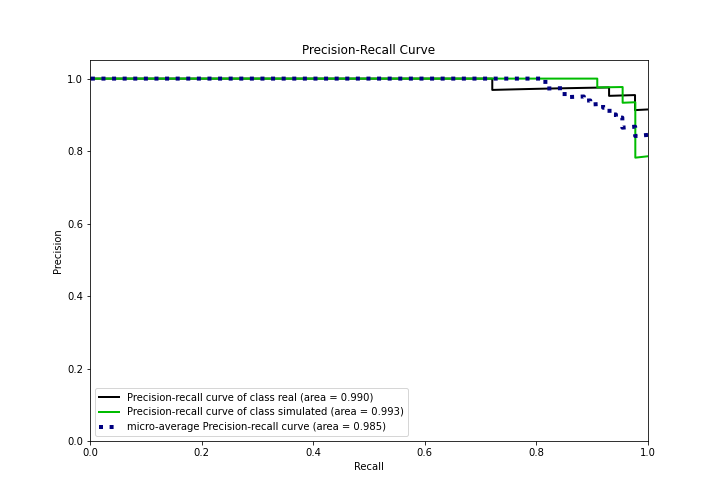 Precision-Recall Curve
1.0
0.8
0.6
0.4
0.2
0.0
Precision
Precision-recall curve of class real (area = 0.990)
Precision-recall curve of class simulated (area = 0.993)
micro-average Precision-recall curve (area = 0.985)
0.0 0.2 0.4 0.6 0.8 1.0
Recall